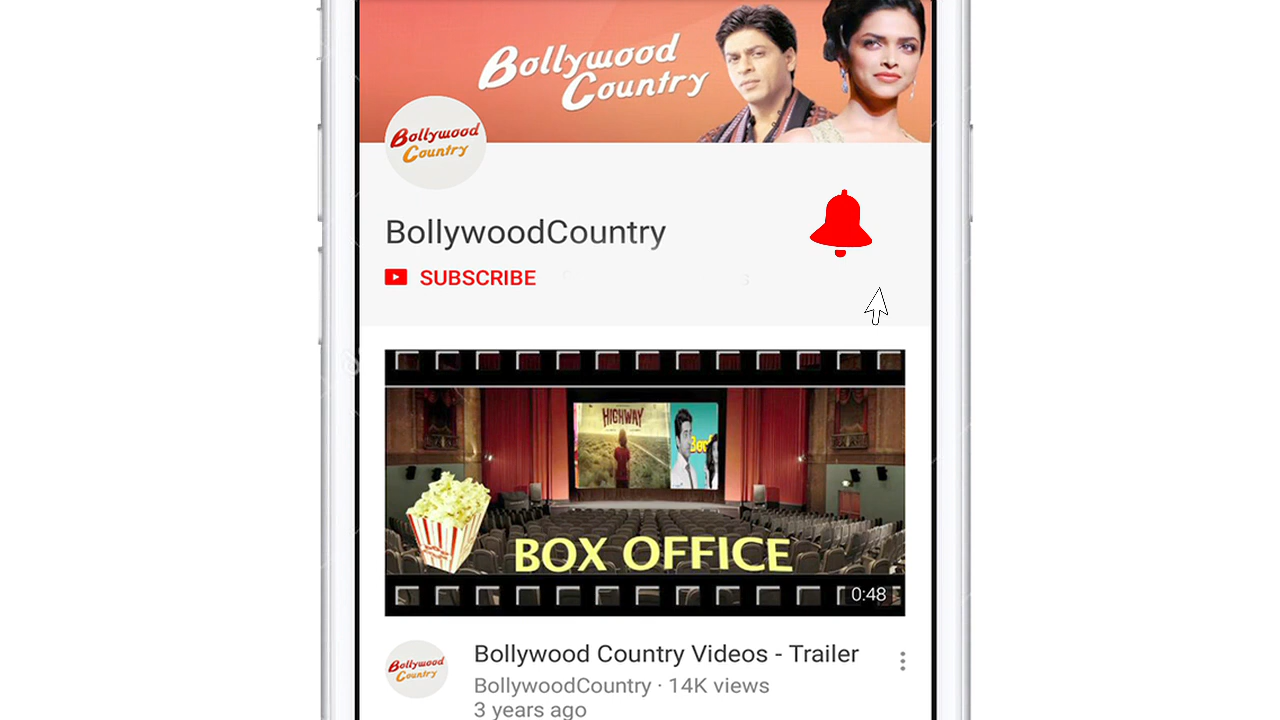 Bollywood
Country
Bollywood
Country
BollywoodCountry
SUBSCRIBE
HIGHWAY
BOX OFFICE
0:48
Bollywood
Country
Bollywood Country Videos - Trailer
BollywoodCountry · 14K views
3 years ago